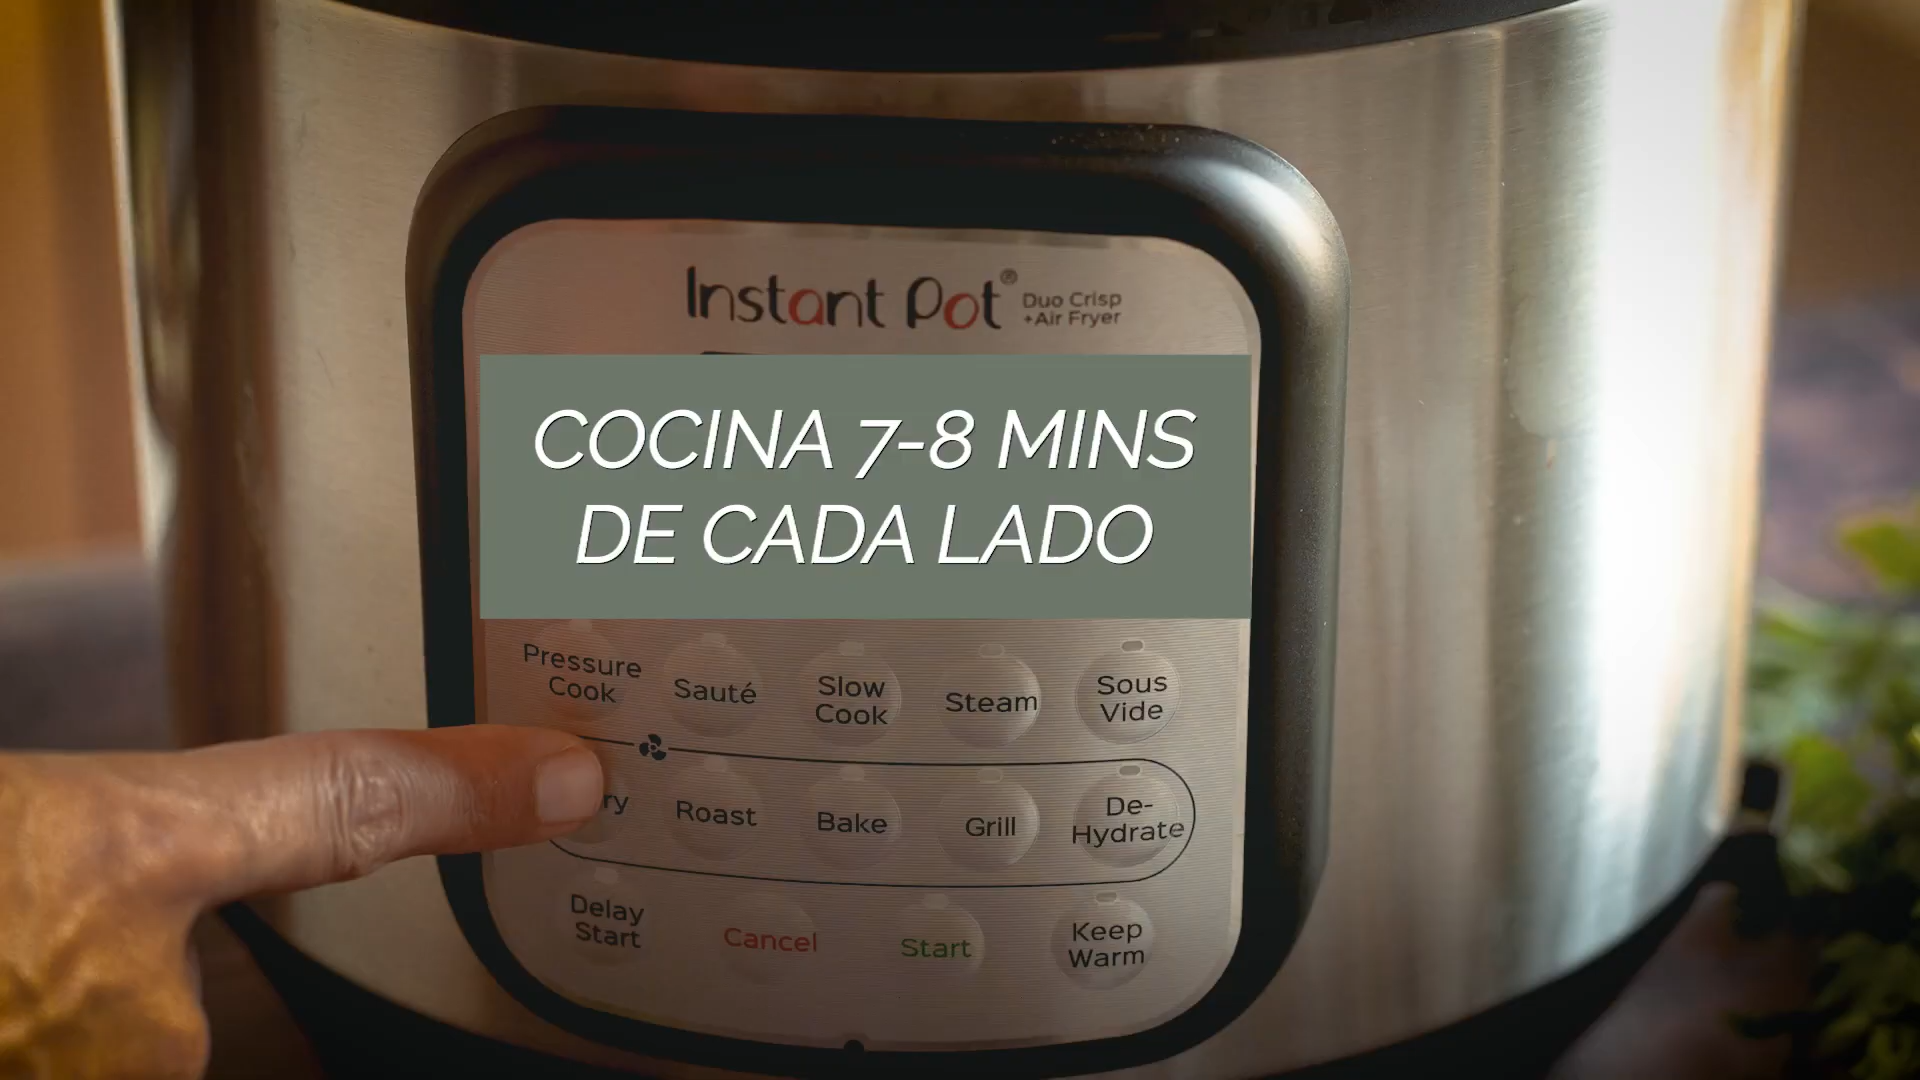 Instant Pot®
Duo Crisp
+Air Fryer
COCINA 7-8 MINS
DE CADA LADO
Pressure
Cook
Sauté
Slow
Cook
Steam
Sous
Vide
Roast
Bake
Grill
De-
Hydrate
Delay
Start
Cancel
Start
Keep
Warm